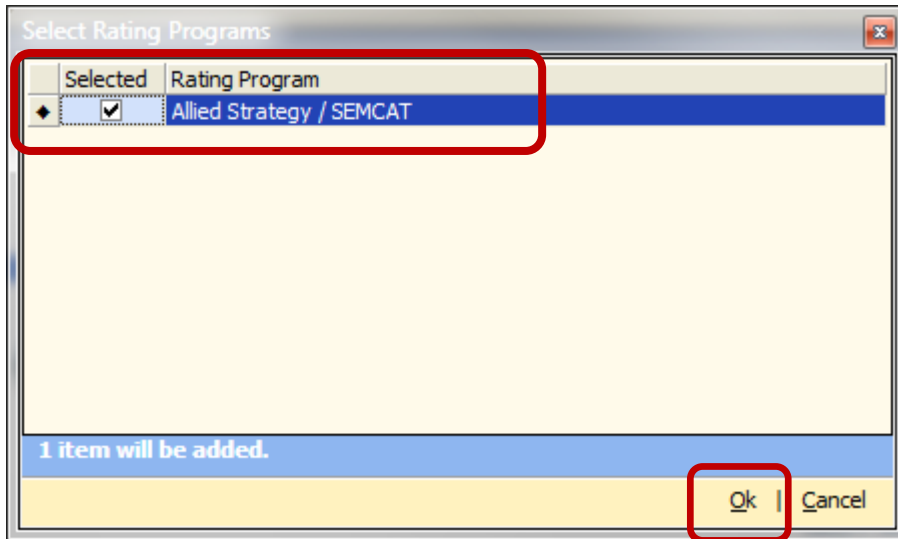 Select Rating Programs
Selected Rating Program
Allied Strategy / SEMCAT
1 item will be added.
Ok | Cancel